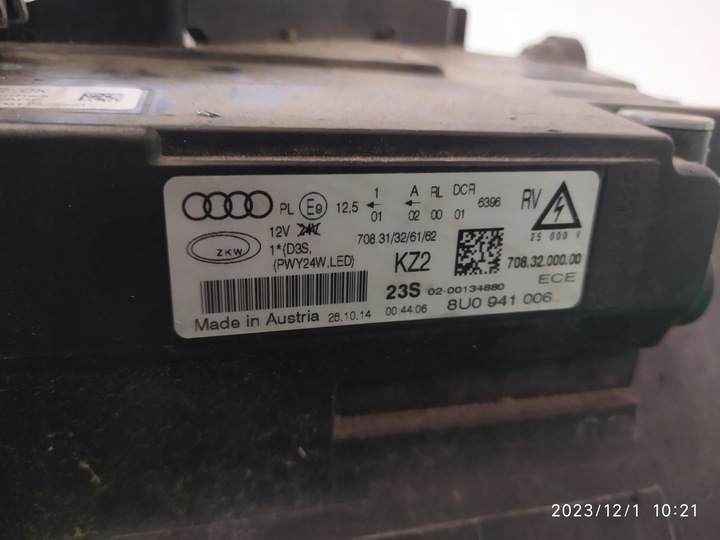 PL E9 12,5 1 A RL DCR 6396 RV
01 02 00 01
25 000 V
12V 24V
ZKW 1*(D3S, 708.31/32/61/62
(PWY24W,LED) KZ2 708.32.000.00
ECE
23S 02-00134880
Made in Austria 28.10.14 00:44:06 8U0 941 006
2023/12/1 10:21